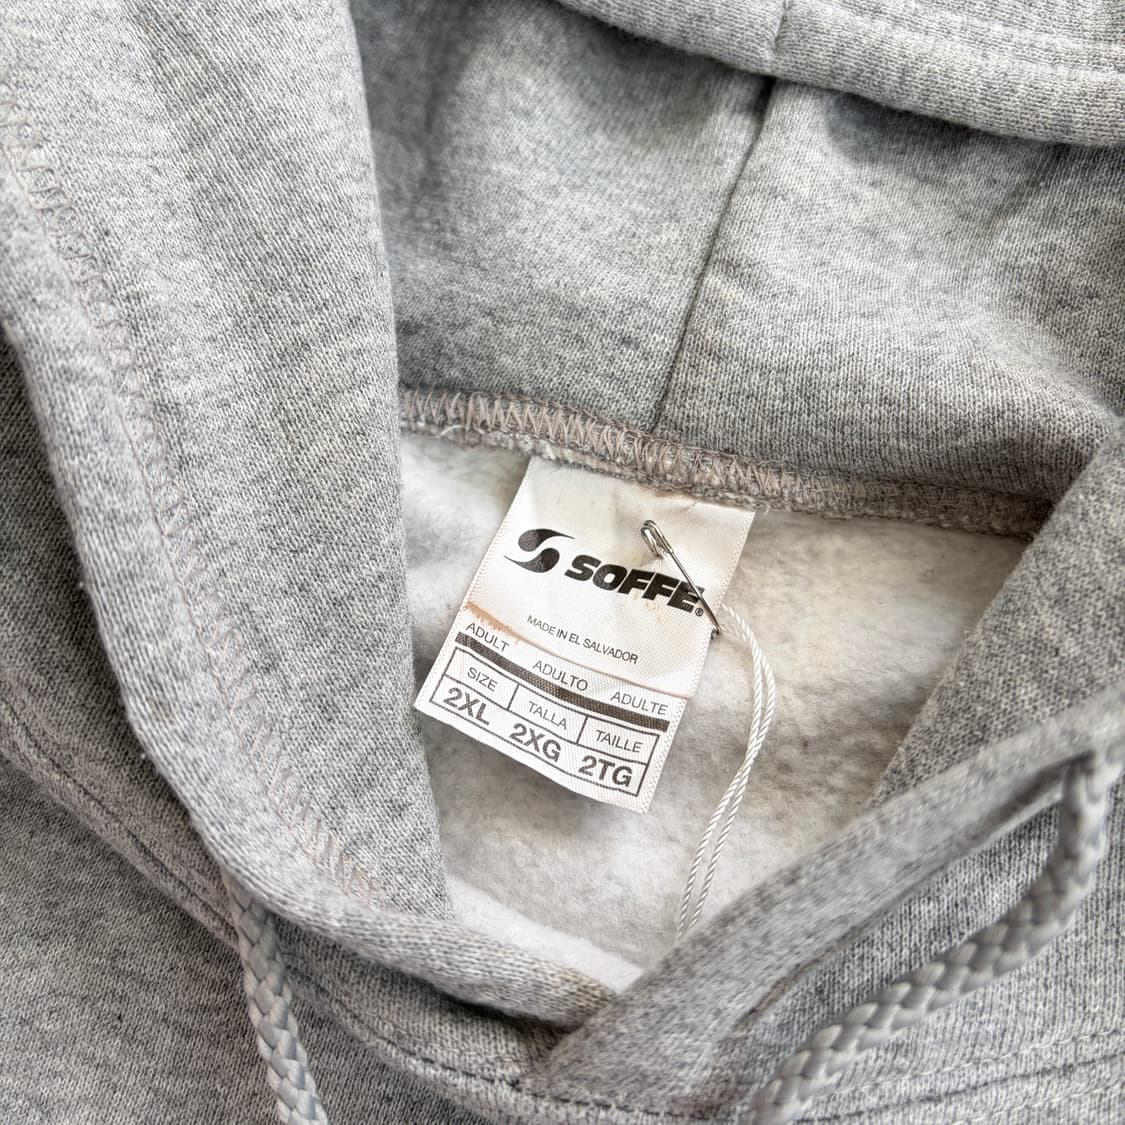 SOFFE®
MADE IN EL SALVADOR
ADULT ADULTO ADULTE
SIZE TALLA TAILLE
2XL 2XG 2TG